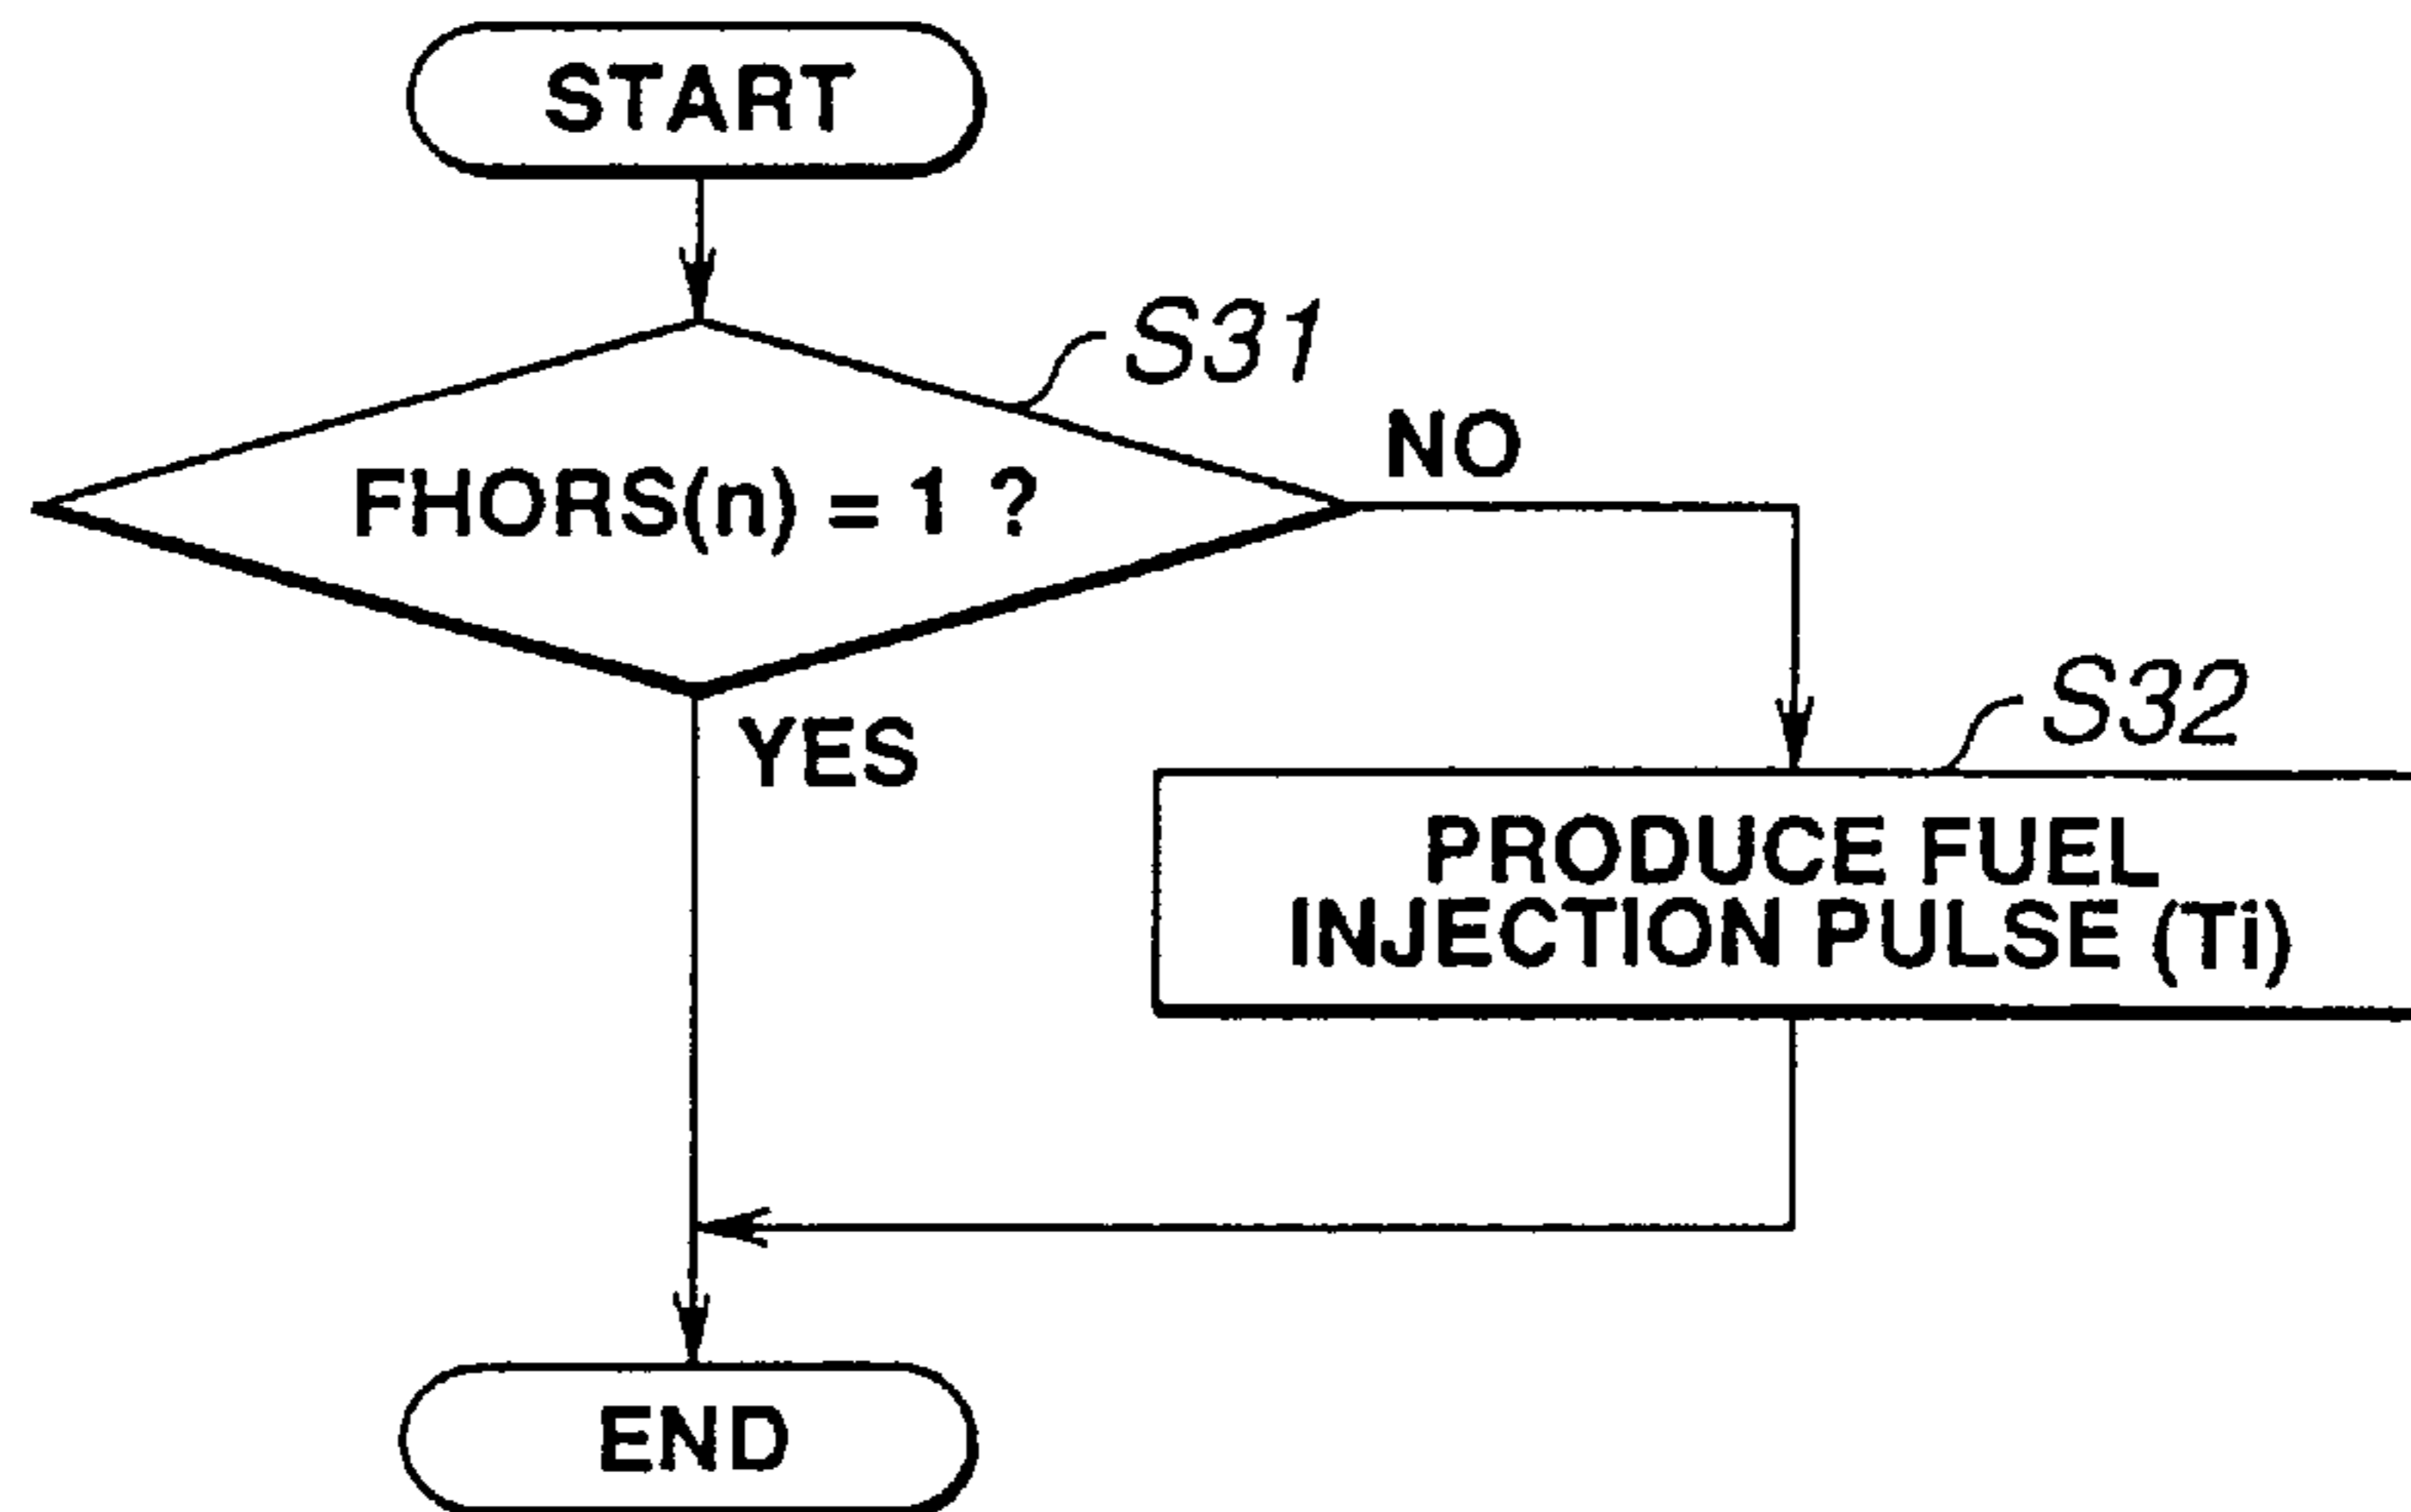 START
S31
FHORS(n) = 1 ?
NO
YES
S32
PRODUCE FUEL
INJECTION PULSE (Ti)
END